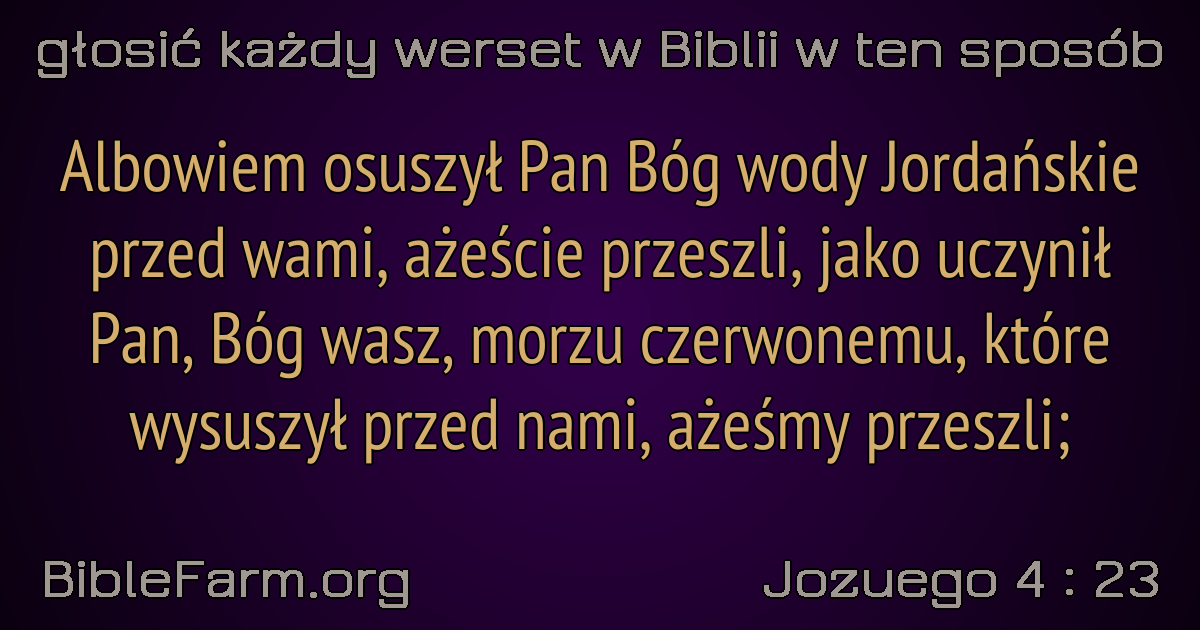 głosić każdy werset w Biblii w ten sposób
Albowiem osuszył Pan Bóg wody Jordańskie
przed wami, ażeście przeszli, jako uczynił
Pan, Bóg wasz, morzu czerwonemu, które
wysuszył przed nami, ażeśmy przeszli;
BibleFarm.org
Jozuego 4 : 23